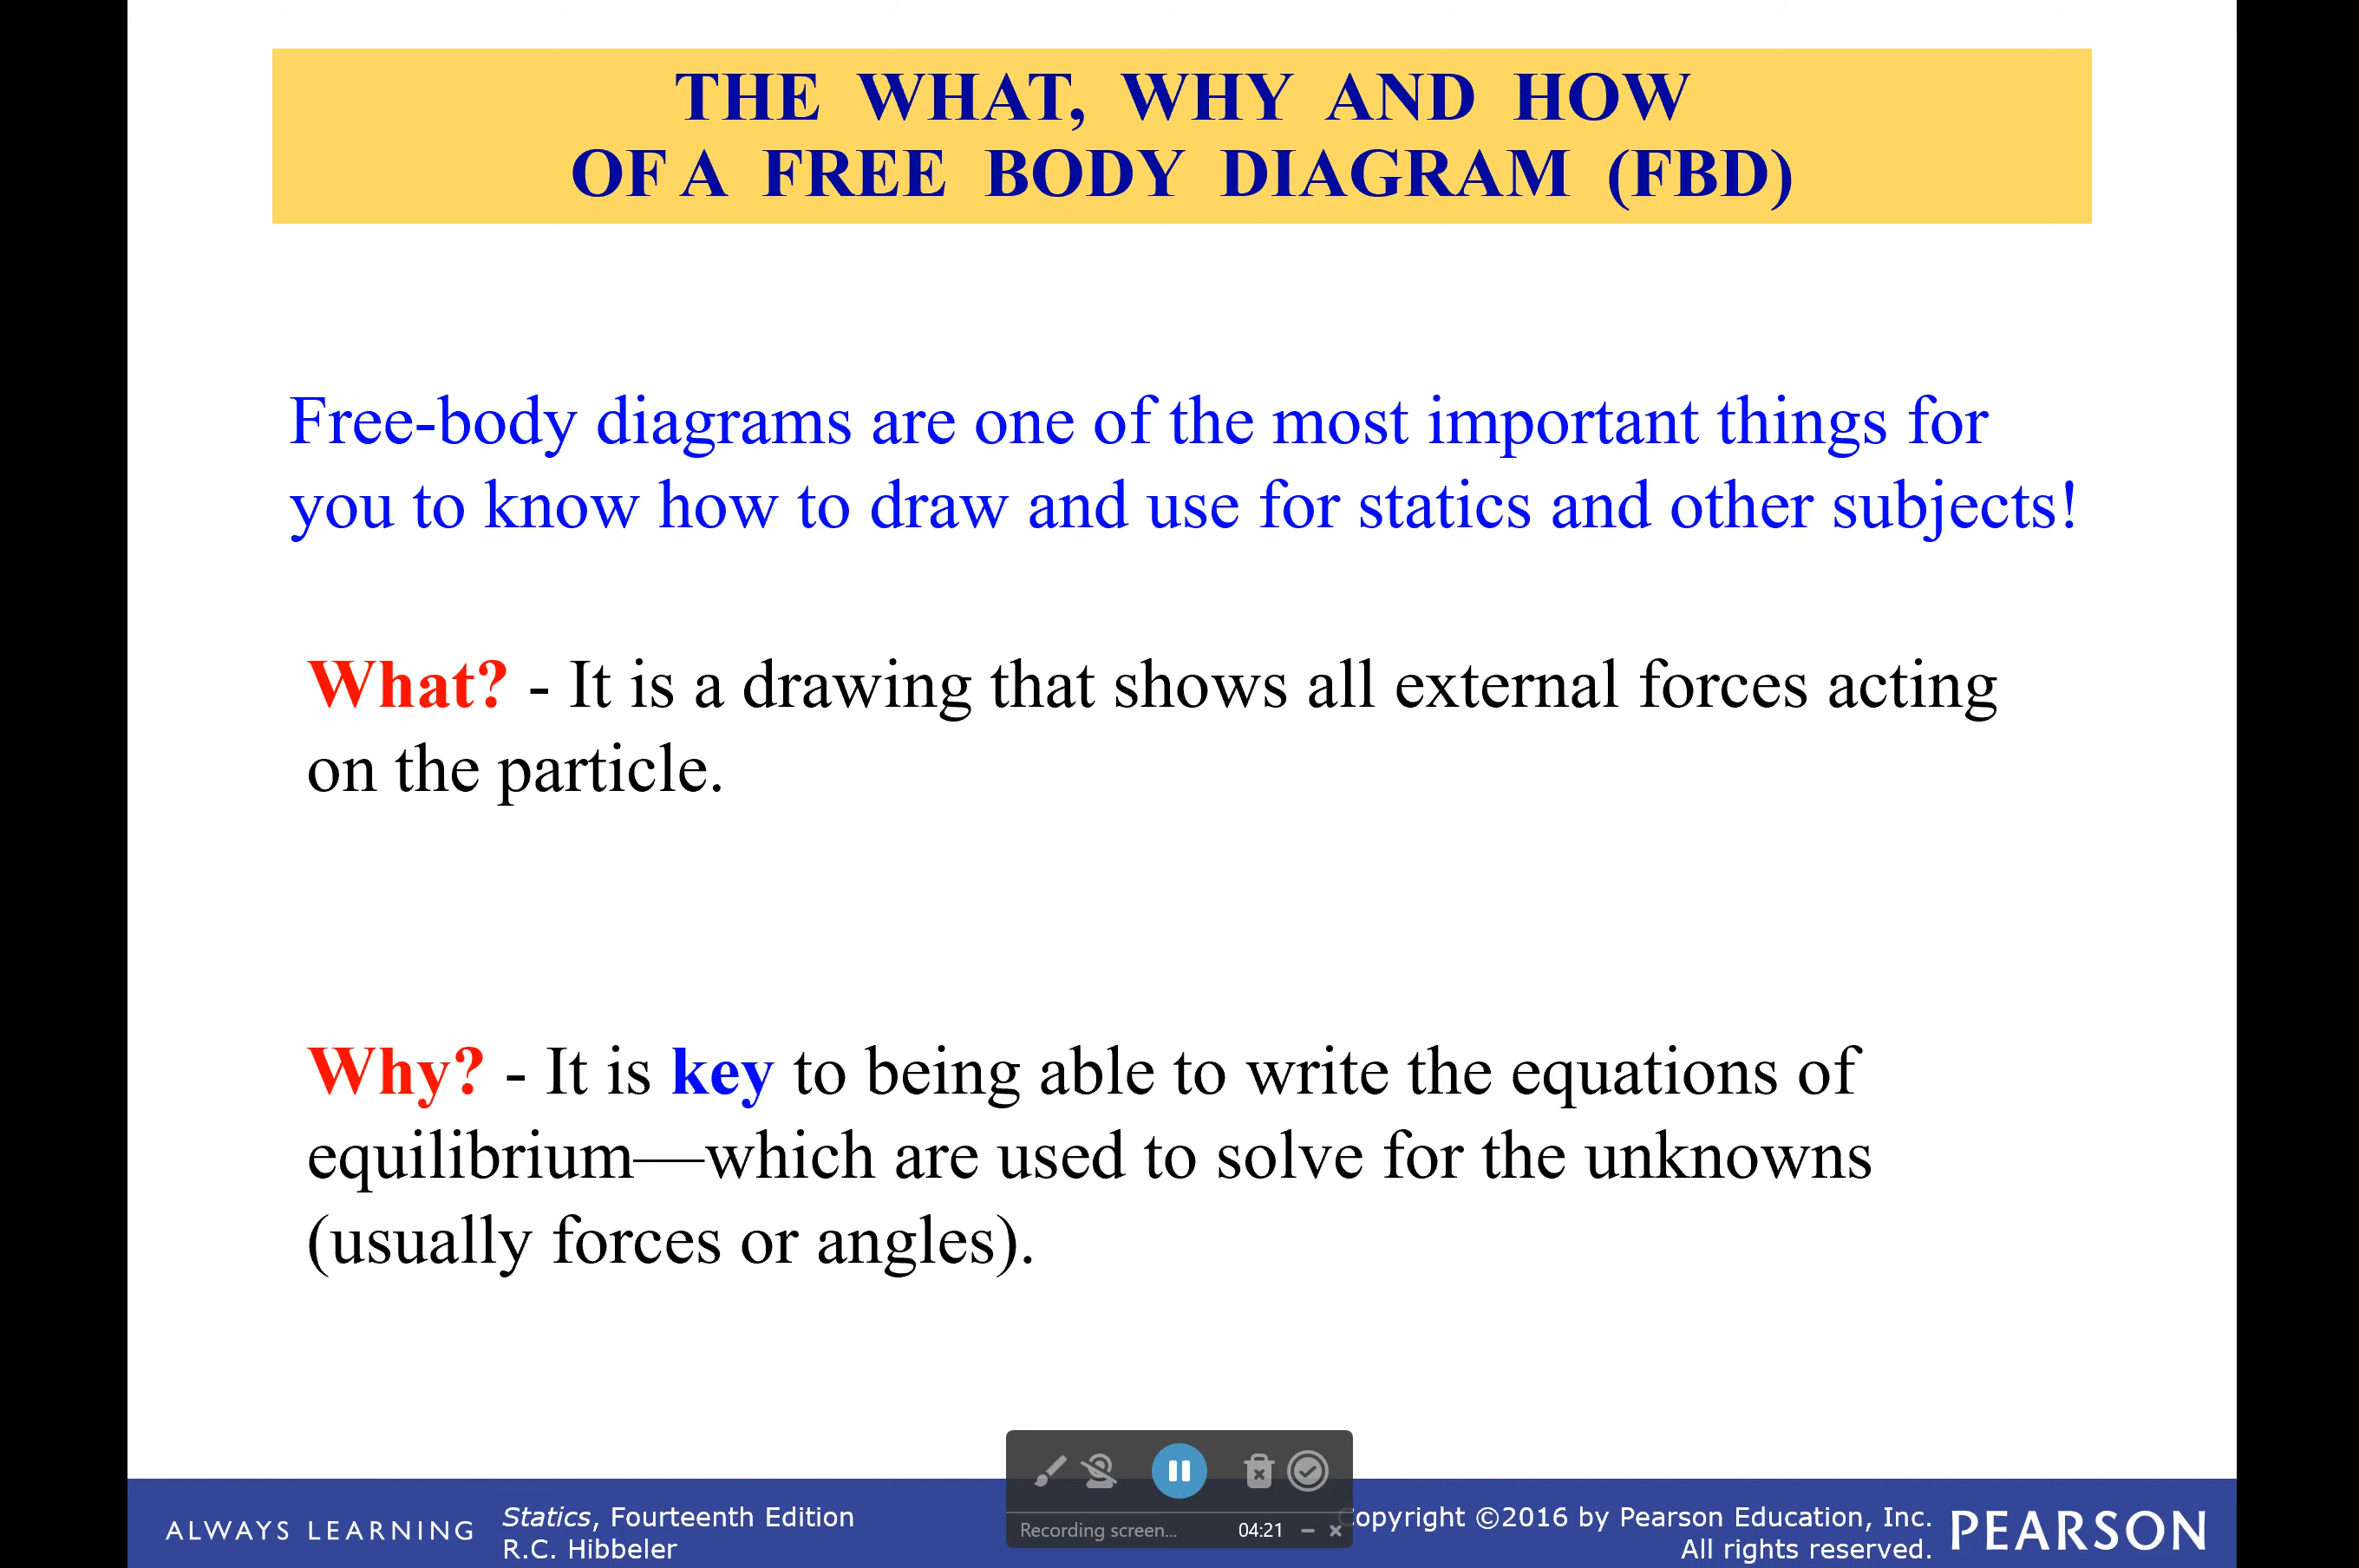 THE WHAT, WHY AND HOW
OF A FREE BODY DIAGRAM (FBD)
Free-body diagrams are one of the most important things for
you to know how to draw and use for statics and other subjects!
What? - It is a drawing that shows all external forces acting
on the particle.
Why? - It is key to being able to write the equations of
equilibrium—which are used to solve for the unknowns
(usually forces or angles).
Recording screen... 04:21
ALWAYS LEARNING
Statics, Fourteenth Edition
R.C. Hibbeler
opyright ©2016 by Pearson Education, Inc.
All rights reserved.
PEARSON